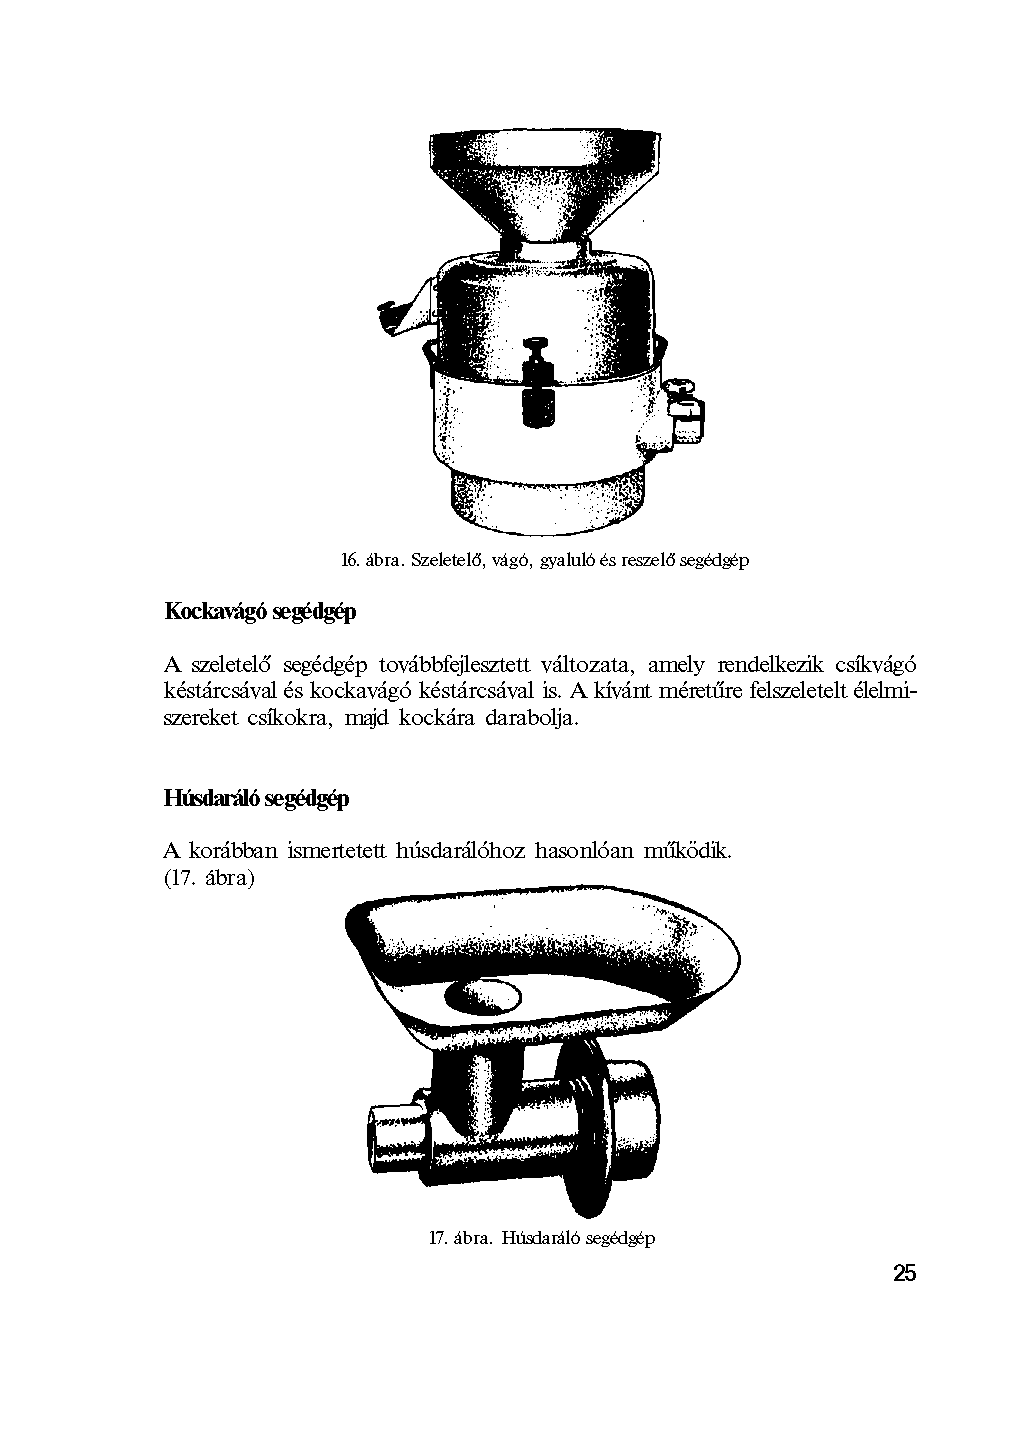 16. ábra. Szeletelő, vágó, gyaluló és reszelő segédgép
Kockavágó segédgép
A szeletelő segédgép továbbfejlesztett változata, amely rendelkezik csíkvágó
késtárcsával és kockavágó késtárcsával is. A kívánt méretűre felszeletelt élelmi-
szereket csíkokra, majd kockára darabolja.
Húsdaráló segédgép
A korábban ismertetett húsdarálóhoz hasonlóan működik.
(17. ábra)
17. ábra. Húsdaráló segédgép
25